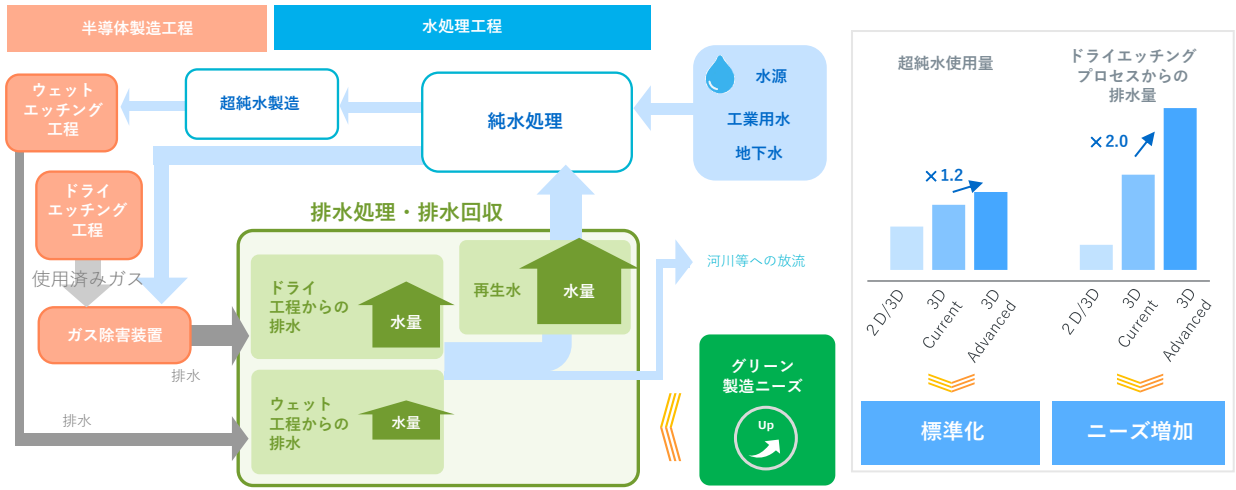 半導体製造工程
水処理工程
ウェット
エッチング
工程
超純水製造
純水処理
水源
工業用水
地下水
ドライ
エッチング
工程
使用済みガス
ガス除害装置
排水
排水
排水処理・排水回収
ドライ
工程からの
排水
水量
再生水
水量
ウェット
工程からの
排水
水量
河川等への放流
グリーン
製造ニーズ
Up
超純水使用量
×1.2
2D/3D
3D
Current
3D
Advanced
標準化
ドライエッチング
プロセスからの
排水量
×2.0
2D/3D
3D
Current
3D
Advanced
ニーズ増加